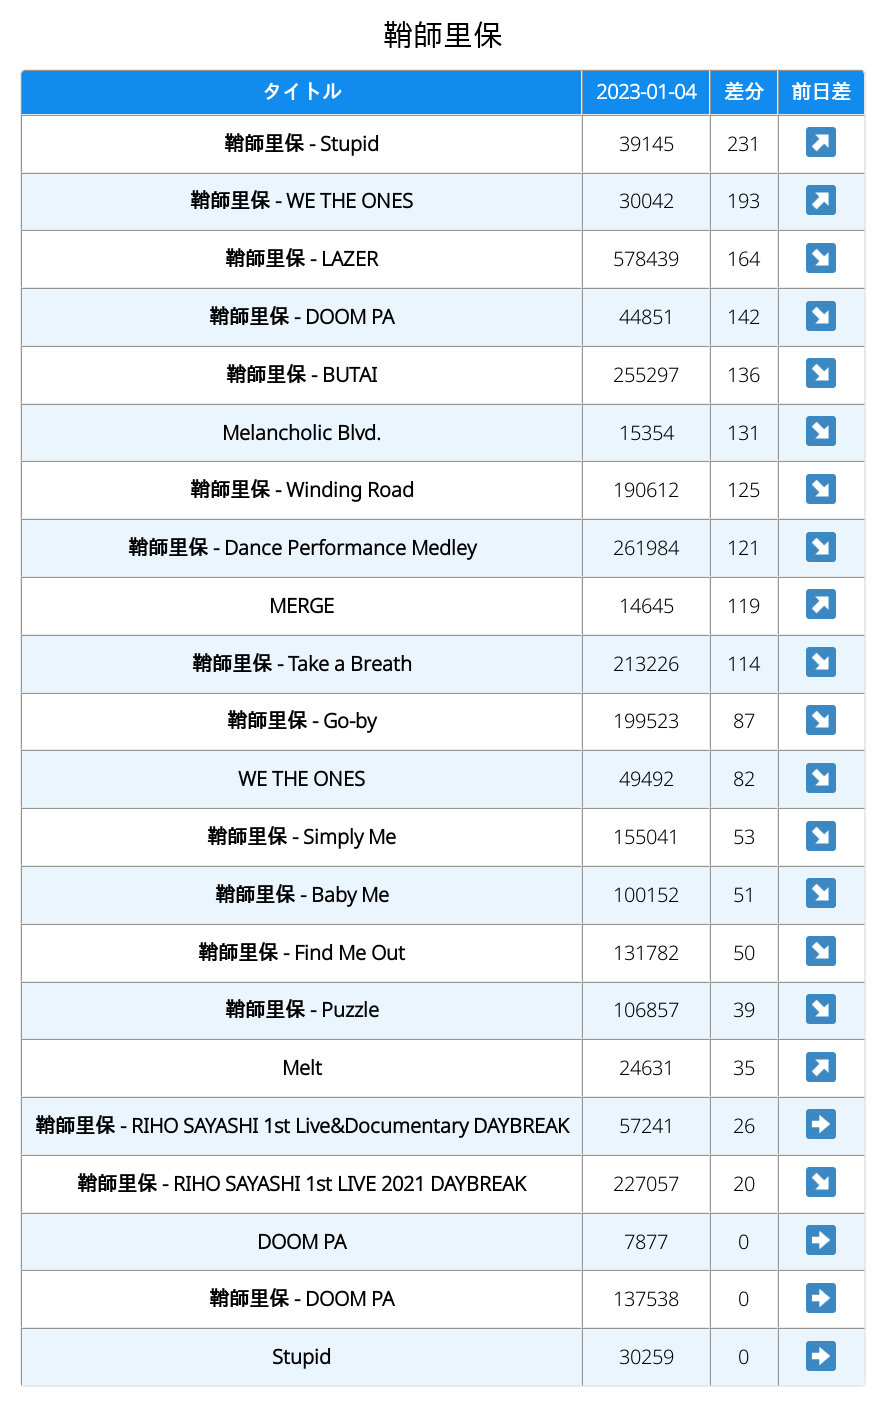 鞘師里保
タイトル 2023-01-04 差分 前日差
鞘師里保 - Stupid 39145 231 ↗
鞘師里保 - WE THE ONES 30042 193 ↗
鞘師里保 - LAZER 578439 164 ↘
鞘師里保 - DOOM PA 44851 142 ↘
鞘師里保 - BUTAI 255297 136 ↘
Melancholic Blvd. 15354 131 ↘
鞘師里保 - Winding Road 190612 125 ↘
鞘師里保 - Dance Performance Medley 261984 121 ↘
MERGE 14645 119 ↗
鞘師里保 - Take a Breath 213226 114 ↘
鞘師里保 - Go-by 199523 87 ↘
WE THE ONES 49492 82 ↘
鞘師里保 - Simply Me 155041 53 ↘
鞘師里保 - Baby Me 100152 51 ↘
鞘師里保 - Find Me Out 131782 50 ↘
鞘師里保 - Puzzle 106857 39 ↘
Melt 24631 35 ↗
鞘師里保 - RIHO SAYASHI 1st Live&Documentary DAYBREAK 57241 26 ➡
鞘師里保 - RIHO SAYASHI 1st LIVE 2021 DAYBREAK 227057 20 ↘
DOOM PA 7877 0 ➡
鞘師里保 - DOOM PA 137538 0 ➡
Stupid 30259 0 ➡